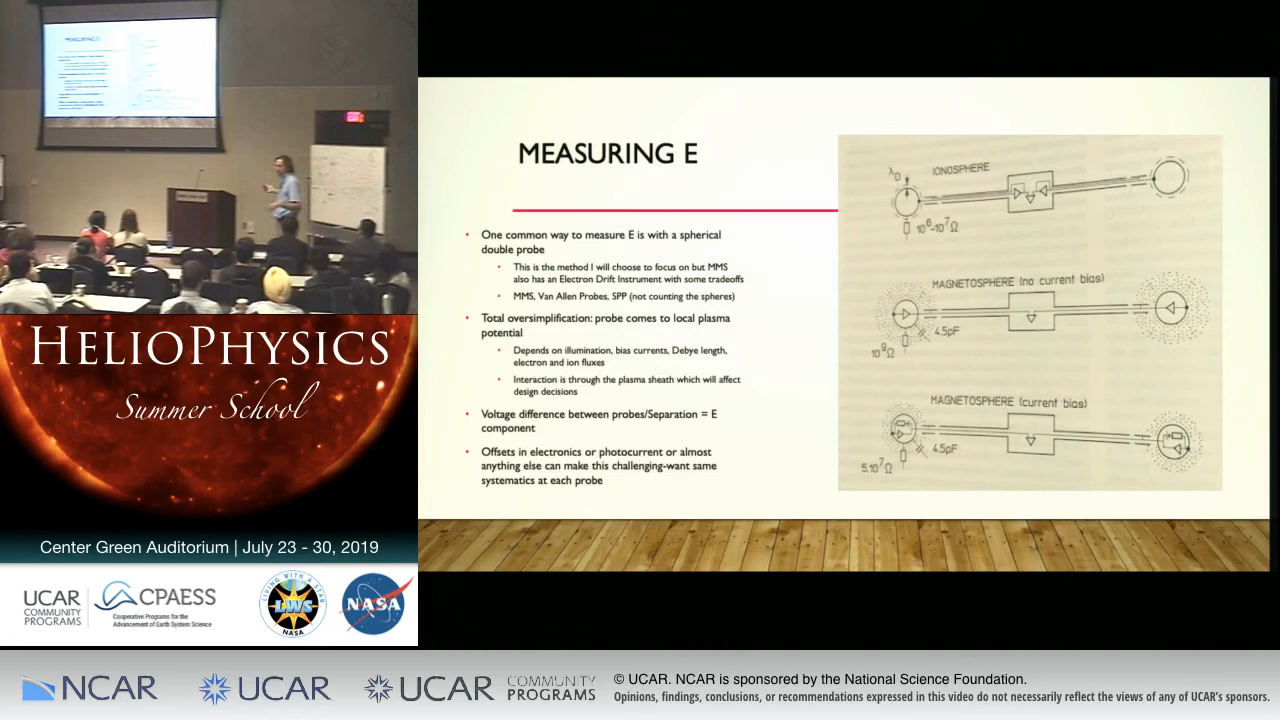 MEASURING E
• One common way to measure E is with a spherical
double probe
• This is the method I will choose to focus on but MMS
also has an Electron Drift Instrument with some tradeoffs
• MMS, Van Allen Probes, SPP (not counting the spheres)
• Total oversimplification: probe comes to local plasma
potential
• Depends on illumination, bias currents, Debye length,
electron and ion fluxes
• Interaction is through the plasma sheath which will affect
design decisions
• Voltage difference between probes/Separation = E
component
• Offsets in electronics or photocurrent or almost
anything else can make this challenging-want same
systematics at each probe
λD
IONOSPHERE
10⁶-10⁷Ω
MAGNETOSPHERE (no current bias)
4.5pF
10⁹Ω
MAGNETOSPHERE (current bias)
4.5pF
5.10⁷Ω
HELIOPHYSICS
Summer School
Center Green Auditorium | July 23 - 30, 2019
UCAR
COMMUNITY
PROGRAMS
CPAESS
Cooperative Programs for the
Advancement of Earth System Science
LIVING WITH A STAR
LWS
NASA
NASA
NCAR
UCAR
UCAR
COMMUNITY
PROGRAMS
© UCAR. NCAR is sponsored by the National Science Foundation.
Opinions, findings, conclusions, or recommendations expressed in this video do not necessarily reflect the views of any of UCAR's sponsors.